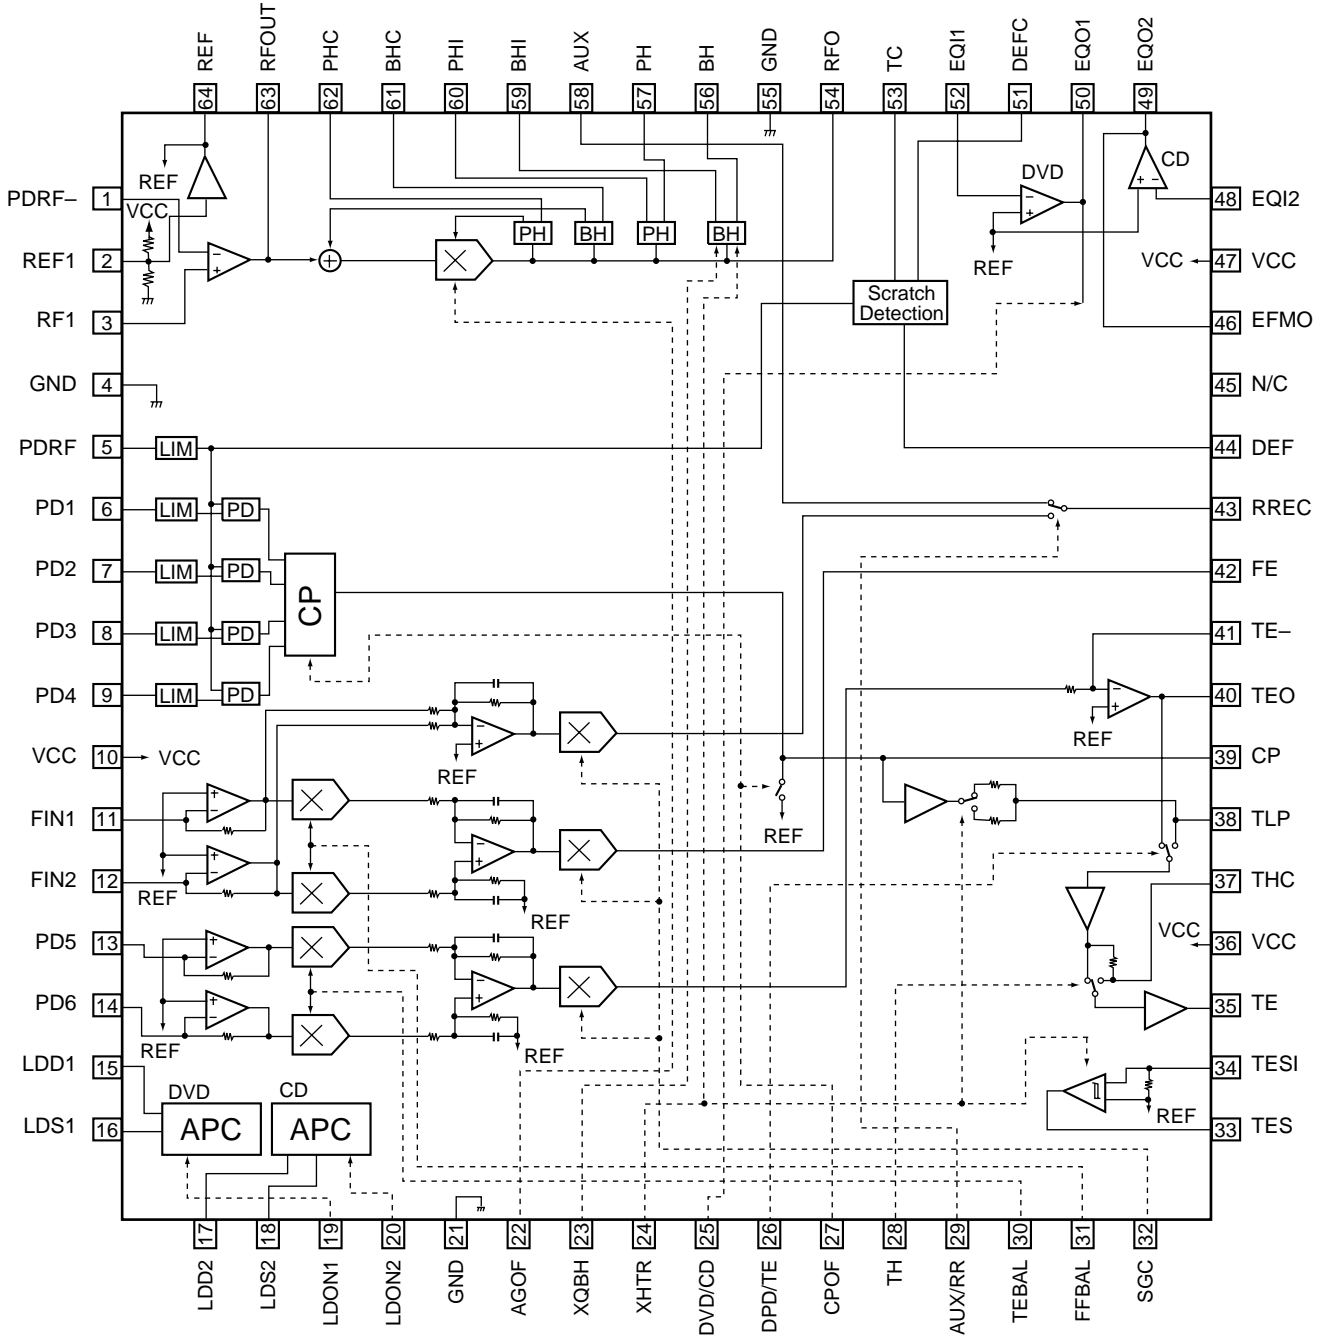 REF
RFOUT
PHC
BHC
PHI
BHI
AUX
PH
BH
GND
RFO
TC
EQI1
DEFC
EQO1
EQO2
64
63
62
61
60
59
58
57
56
55
54
53
52
51
50
49
PDRF– 1
REF1 2
RF1 3
GND 4
PDRF 5
PD1 6
PD2 7
PD3 8
PD4 9
VCC 10
FIN1 11
FIN2 12
PD5 13
PD6 14
LDD1 15
LDS1 16
REF
VCC
–
+
+
×
PH
BH
PH
BH
Scratch
Detection
DVD
–
+
REF
CD
+ –
VCC
LIM
LIM PD
LIM PD
LIM PD
LIM PD
CP
VCC
–
+
REF
×
+
–
×
–
+
×
REF
+
–
REF
×
REF
+
–
×
–
+
×
+
–
REF
×
REF
–
+
REF
VCC
REF
DVD
APC
CD
APC
48 EQI2
47 VCC
46 EFMO
45 N/C
44 DEF
43 RREC
42 FE
41 TE–
40 TEO
39 CP
38 TLP
37 THC
36 VCC
35 TE
34 TESI
33 TES
17
18
19
20
21
22
23
24
25
26
27
28
29
30
31
32
LDD2
LDS2
LDON1
LDON2
GND
AGOF
XQBH
XHTR
DVD/CD
DPD/TE
CPOF
TH
AUX/RR
TEBAL
FFBAL
SGC